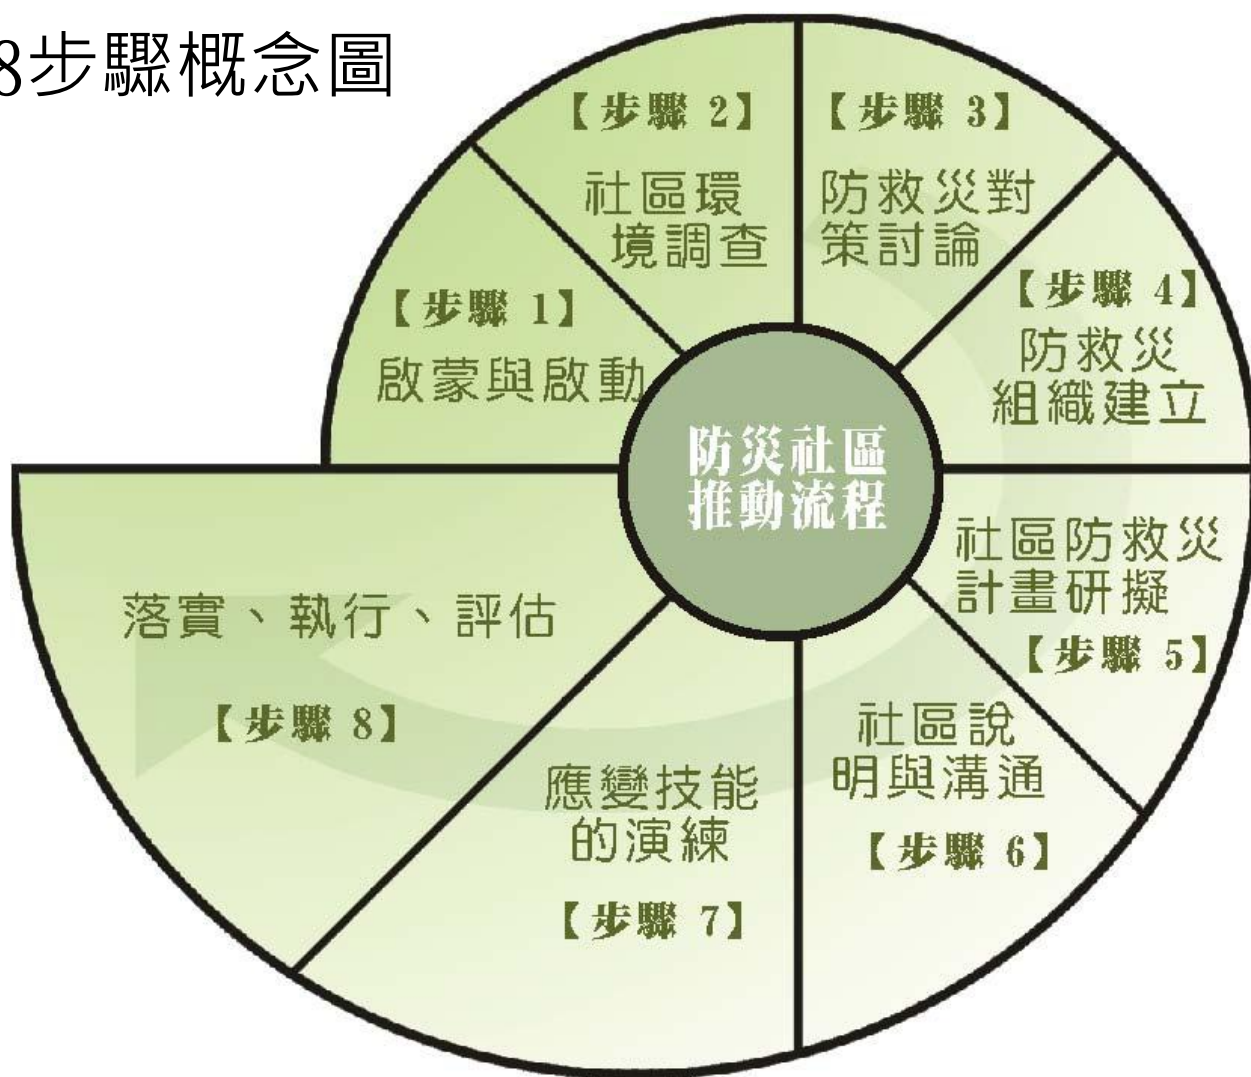 8步驟概念圖
【步驟 1】
啟蒙與啟動
【步驟 2】
社區環
境調查
【步驟 3】
防救災對
策討論
【步驟 4】
防救災
組織建立
社區防救災
計畫研擬
【步驟 5】
社區說
明與溝通
【步驟 6】
應變技能
的演練
【步驟 7】
落實、執行、評估
【步驟 8】
防災社區
推動流程